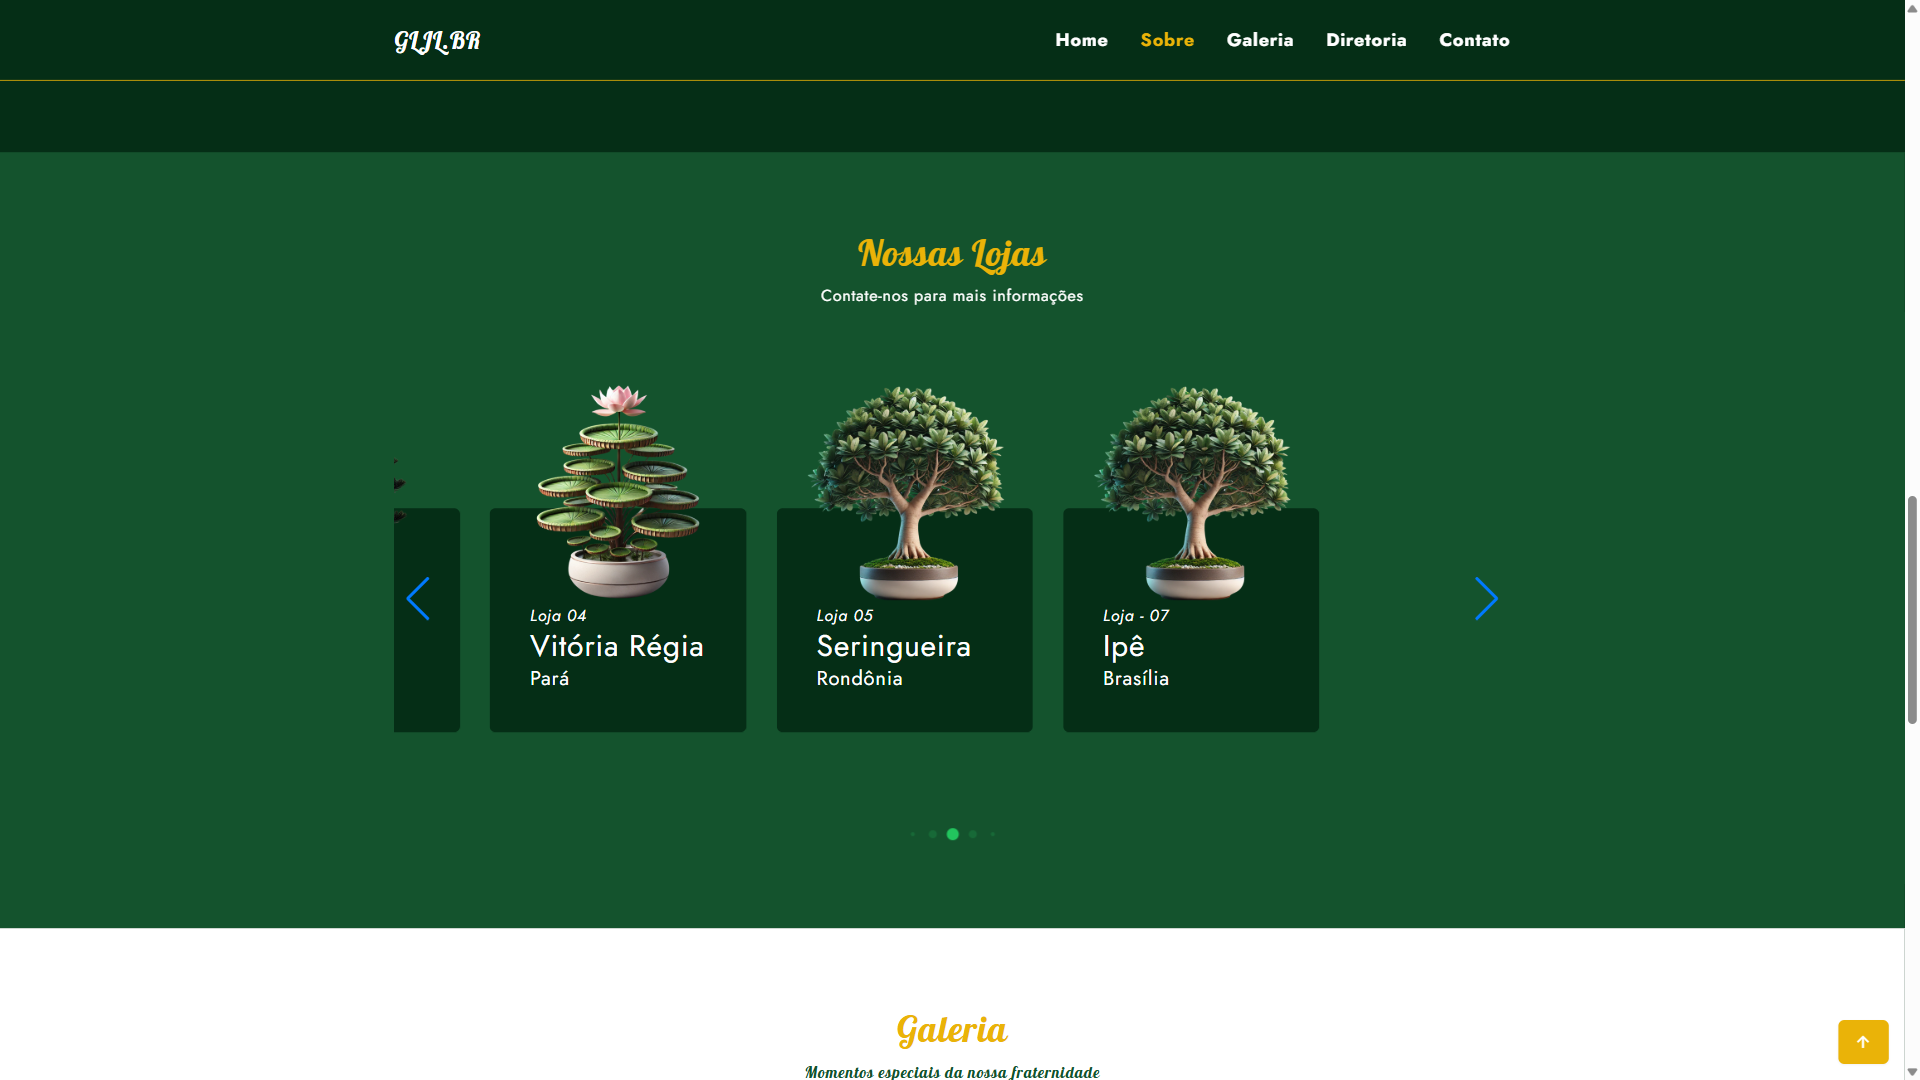 GLJL.BR
Home Sobre Galeria Diretoria Contato
Nossas Lojas
Contate-nos para mais informações
Loja 04
Vitória Régia
Pará
Loja 05
Seringueira
Rondônia
Loja - 07
Ipê
Brasília
Galeria
Momentos especiais da nossa fraternidade